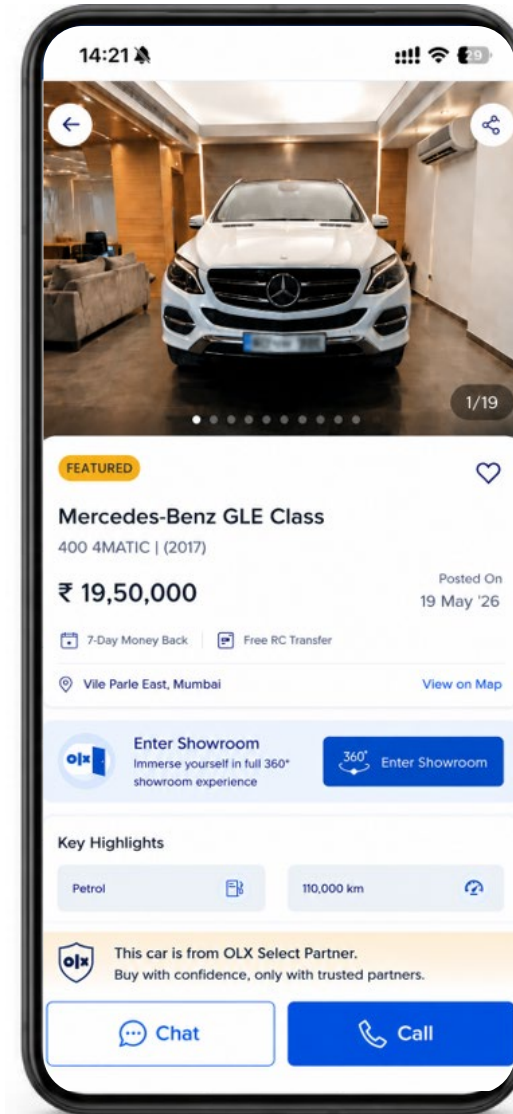 14:21
29
1/19
FEATURED
Mercedes-Benz GLE Class
400 4MATIC | (2017)
₹ 19,50,000
Posted On
19 May '26
7-Day Money Back
Free RC Transfer
Vile Parle East, Mumbai
View on Map
olx
Enter Showroom
Immerse yourself in full 360°
showroom experience
360°
Enter Showroom
Key Highlights
Petrol
110,000 km
olx
This car is from OLX Select Partner.
Buy with confidence, only with trusted partners.
Chat
Call